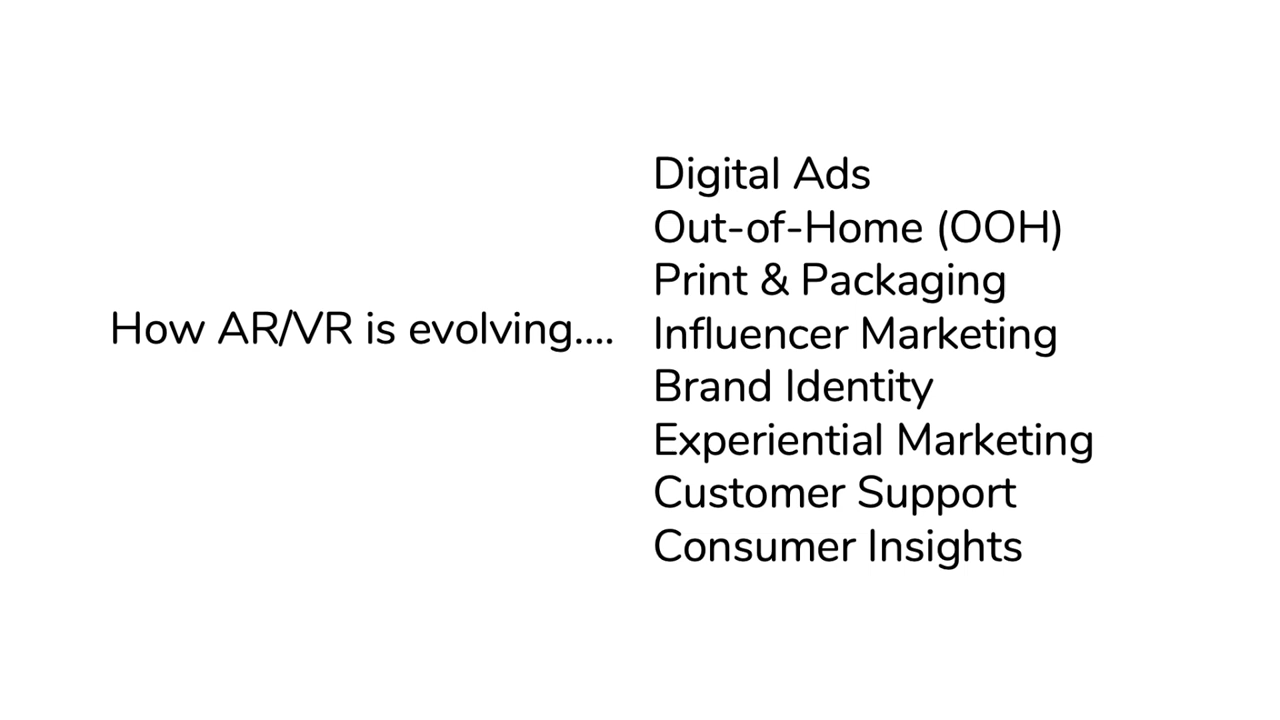 How AR/VR is evolving....
Digital Ads
Out-of-Home (OOH)
Print & Packaging
Influencer Marketing
Brand Identity
Experiential Marketing
Customer Support
Consumer Insights